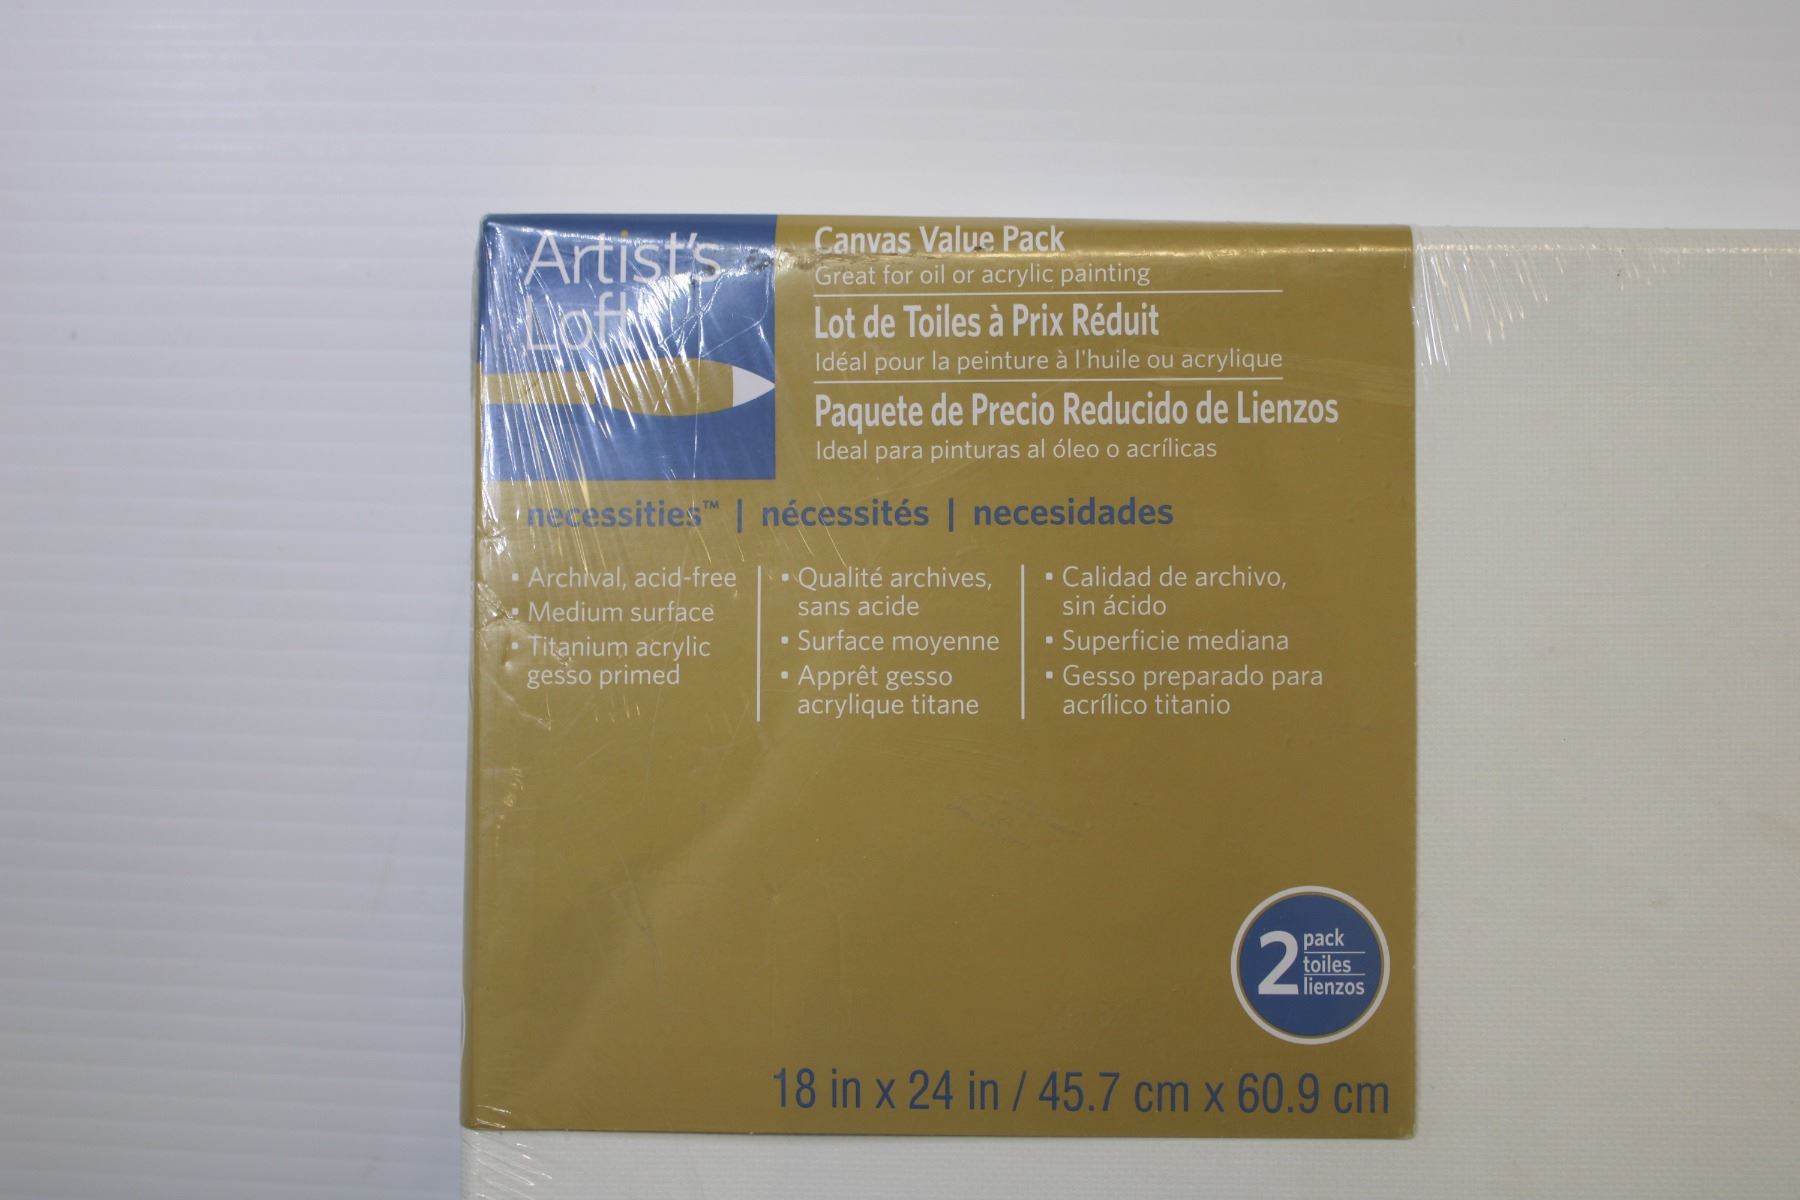 Artist's
Loft
Canvas Value Pack
Great for oil or acrylic painting
Lot de Toiles à Prix Réduit
Idéal pour la peinture à l'huile ou acrylique
Paquete de Precio Reducido de Lienzos
Ideal para pinturas al óleo o acrílicas
necessities™ | nécessités | necesidades
• Archival, acid-free
• Medium surface
• Titanium acrylic
gesso primed
• Qualité archives,
sans acide
• Surface moyenne
• Apprêt gesso
acrylique titane
• Calidad de archivo,
sin ácido
• Superficie mediana
• Gesso preparado para
acrílico titanio
2 pack
toiles
lienzos
18 in x 24 in / 45.7 cm x 60.9 cm